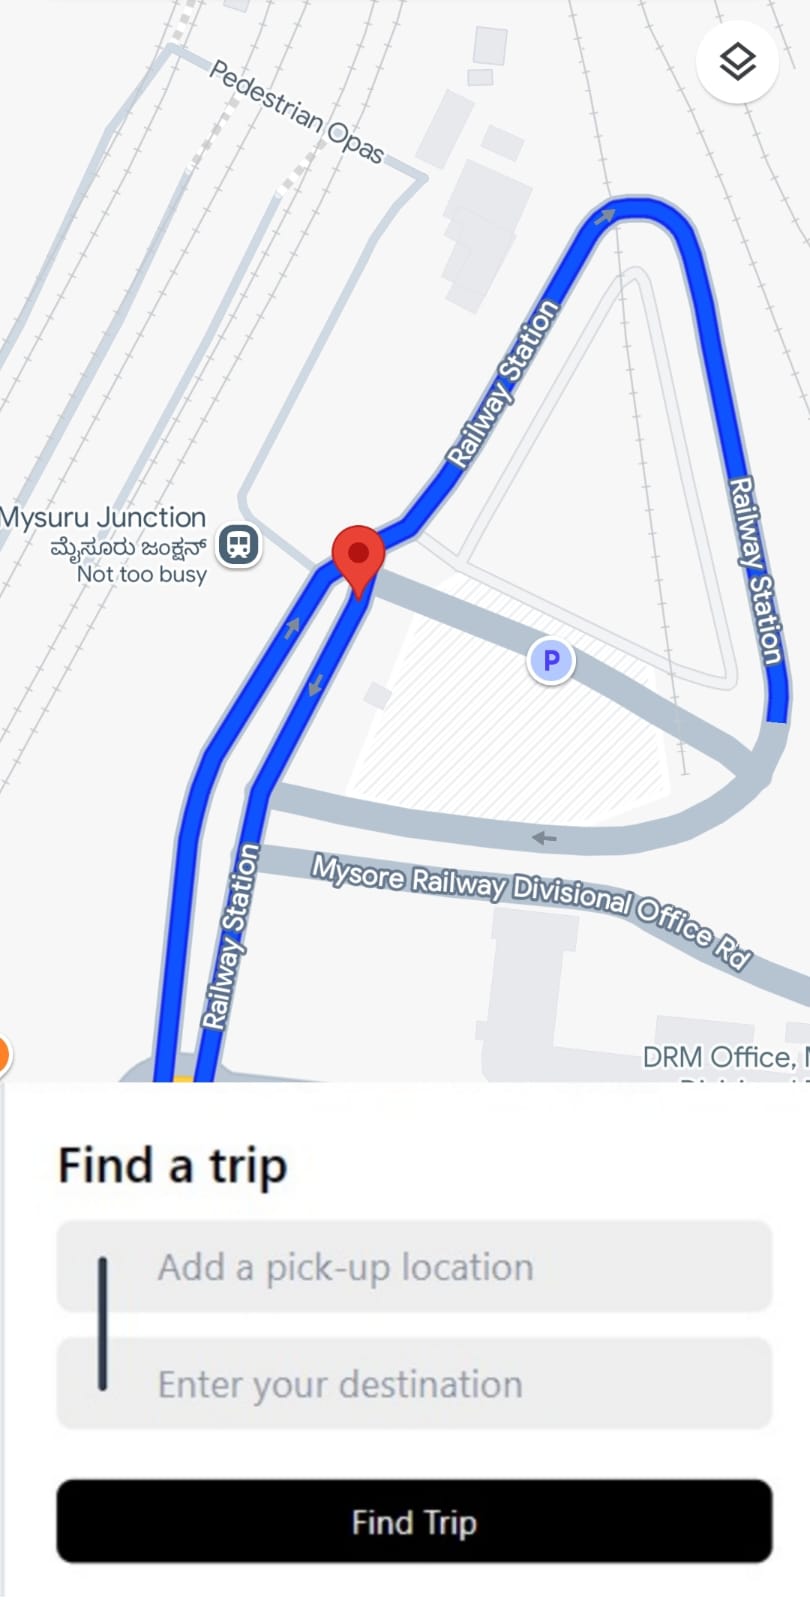 Pedestrian Opas
Railway Station
Railway Station
Mysuru Junction
ಮೈಸೂರು ಜಂಕ್ಷನ್
Not too busy
P
Railway Station
Mysore Railway Divisional Office Rd
DRM Office,
Find a trip
Add a pick-up location
Enter your destination
Find Trip